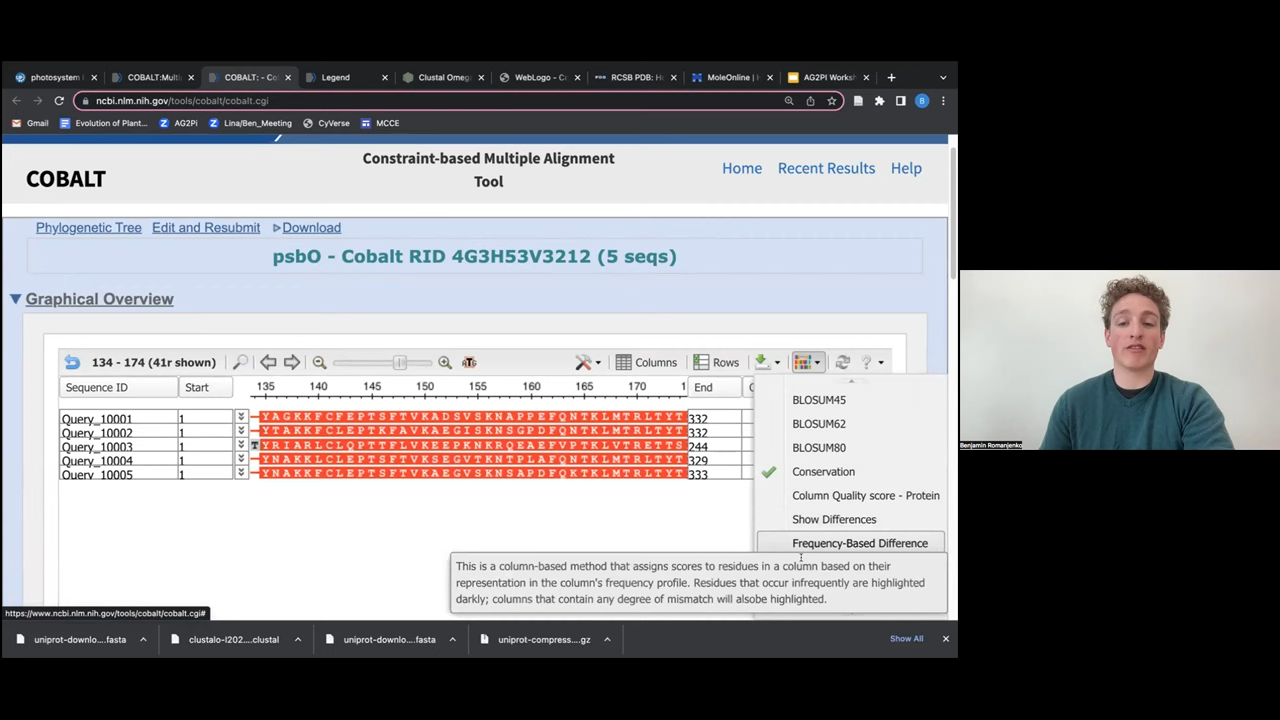 photosystem
COBALT:Mult
COBALT: - Co
Legend
Clustal Ome
WebLogo - C
RCSB PDB: H
MoleOnline |
AG2PI Works
ncbi.nlm.nih.gov/tools/cobalt/cobalt.cgi
B
Gmail
Evolution of Plant...
AG2Pi
Lina/Ben_Meeting
CyVerse
MCCE
COBALT
Constraint-based Multiple Alignment
Tool
Home
Recent Results
Help
Phylogenetic Tree
Edit and Resubmit
Download
psbO - Cobalt RID 4G3H53V3212 (5 seqs)
Graphical Overview
134 - 174 (41r shown)
Columns
Rows
?
Sequence ID
Start
135 140 145 150 155 160 165 170 1
End
Query_10001 1 YAGKKFCFEPTSFTVKADSVSKNAPPEFQNTKLMTRLTYT 332
Query_10002 1 YTAKKFCLEPTKFAVKAEGISKNSGPDFQNTKLMTRLTYT 332
Query_10003 1 TYRIARLCLQPTTFLVKEEPKNKRQEAEFVPTKLVTRETTS 244
Query_10004 1 YNAKKLCLEPTSFTVKAEGVTKNTPLAFQNTKLMTRLTYT 329
Query_10005 1 YNAKKFCLEPTSFTVKAEGVSKNSAPDFQNTKLMTRLTYT 333
BLOSUM45
BLOSUM62
BLOSUM80
Conservation
Column Quality score - Protein
Show Differences
Frequency-Based Difference
This is a column-based method that assigns scores to residues in a column based on their
representation in the column's frequency profile. Residues that occur infrequently are highlighted
darkly; columns that contain any degree of mismatch will alsobe highlighted.
https://www.ncbi.nlm.nih.gov/tools/cobalt/cobalt.cgi#
uniprot-downlo....fasta
clustalo-I202....clustal
uniprot-downlo....fasta
uniprot-compress....gz
Show All
Benjamin Romanjenko